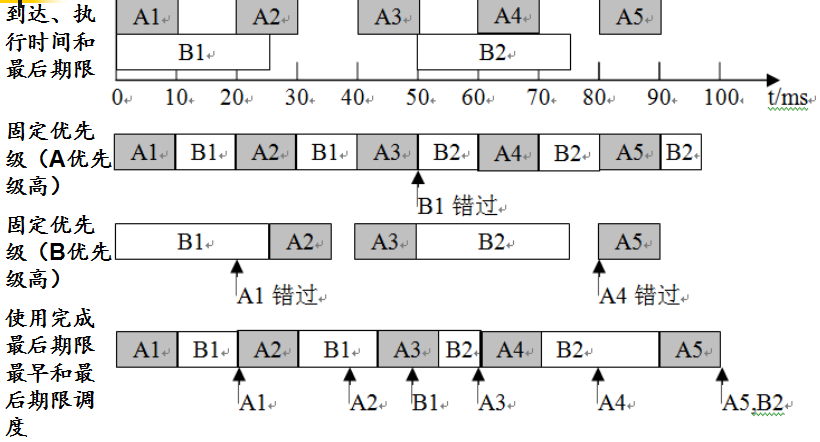 到达、执
行时间和
最后期限
A1 A2 A3 A4 A5
B1 B2
0 10 20 30 40 50 60 70 80 90 100 t/ms
固定优先
级（A优先
级高）
A1 B1 A2 B1 A3 B2 A4 B2 A5 B2
B1 错过
固定优先
级（B优先
级高）
B1 A2 A3 B2 A5
A1 错过 A4 错过
使用完成
最后期限
最早和最
后期限调
度
A1 B1 A2 B1 A3 B2 A4 B2 A5
A1 A2 B1 A3 A4 A5,B2